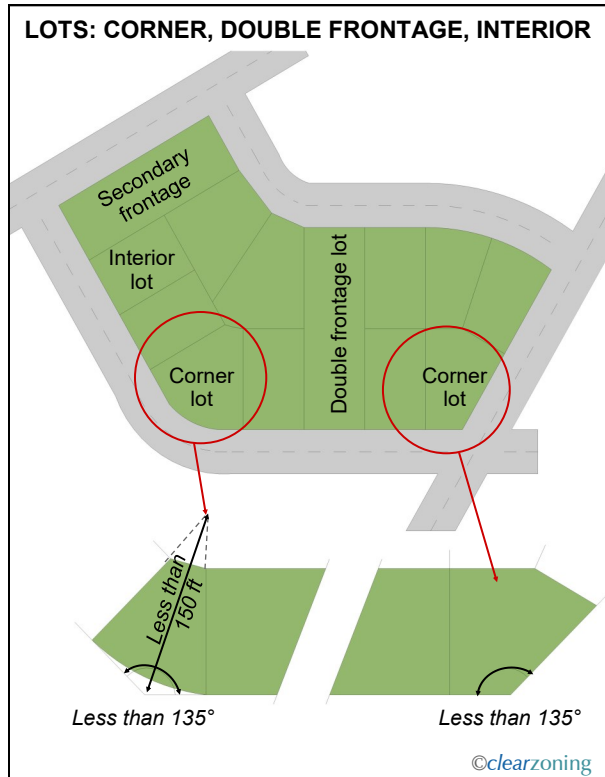 LOTS: CORNER, DOUBLE FRONTAGE, INTERIOR
Secondary
frontage
Interior
lot
Double frontage lot
Corner
lot
Corner
lot
Less than
150 ft
Less than 135°
Less than 135°
©clearzoning